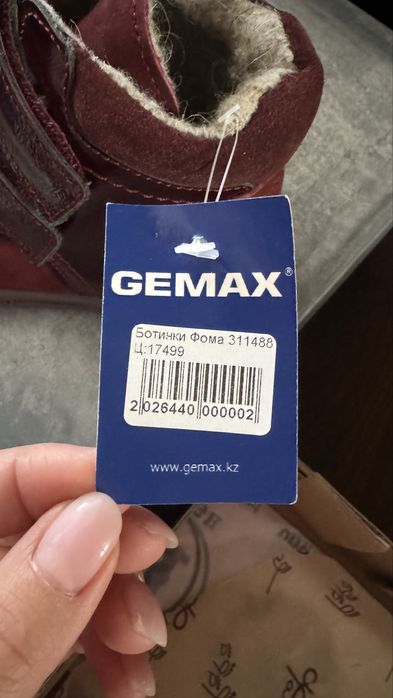 GEMAX®
Ботинки Фома 311488
Ц:17499
2 026440 000002
www.gemax.kz